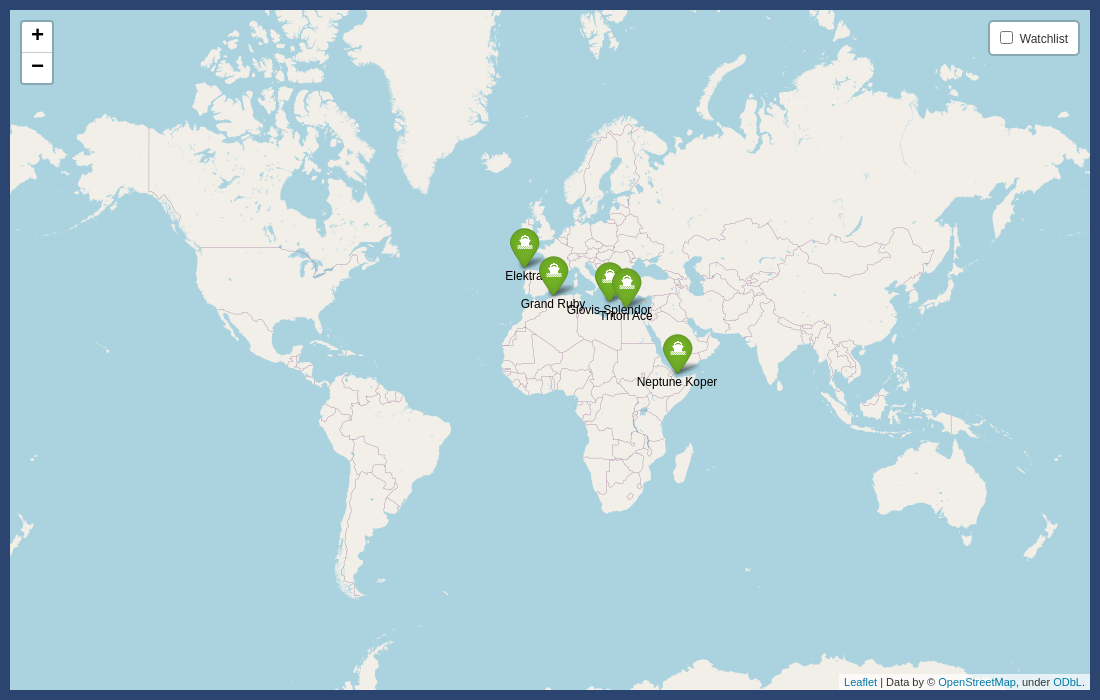 +
−
Watchlist
Elektra
Grand Ruby
Glovis Splendor
Triton Ace
Neptune Koper
Leaflet | Data by © OpenStreetMap, under ODbL.